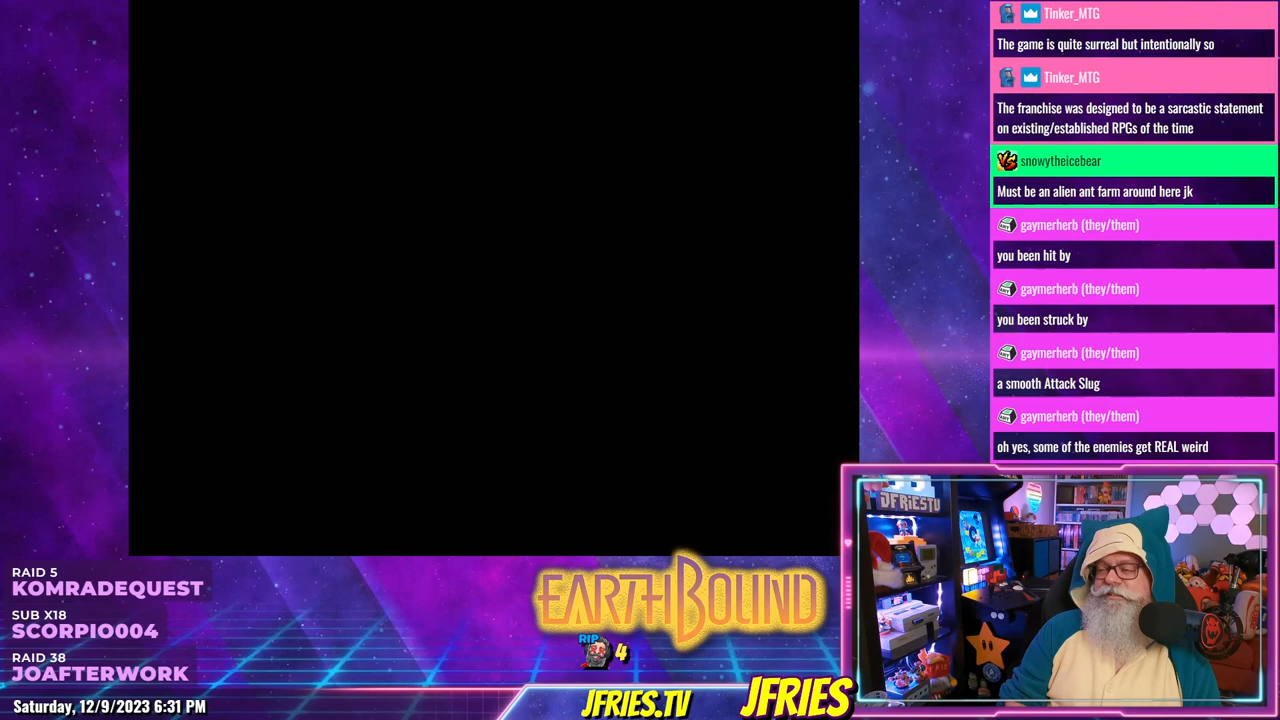 Tinker_MTG
The game is quite surreal but intentionally so
Tinker_MTG
The franchise was designed to be a sarcastic statement
on existing/established RPGs of the time
snowytheicebear
Must be an alien ant farm around here jk
gaymerherb (they/them)
you been hit by
gaymerherb (they/them)
you been struck by
gaymerherb (they/them)
a smooth Attack Slug
gaymerherb (they/them)
oh yes, some of the enemies get REAL weird
JFRIESTV
RAID 5
KOMRADEQUEST
SUB X18
SCORPIO004
RAID 38
JOAFTERWORK
Saturday, 12/9/2023 6:31 PM
EARTHBOUND
RIP
4
JFRIES.TV
JFRIES